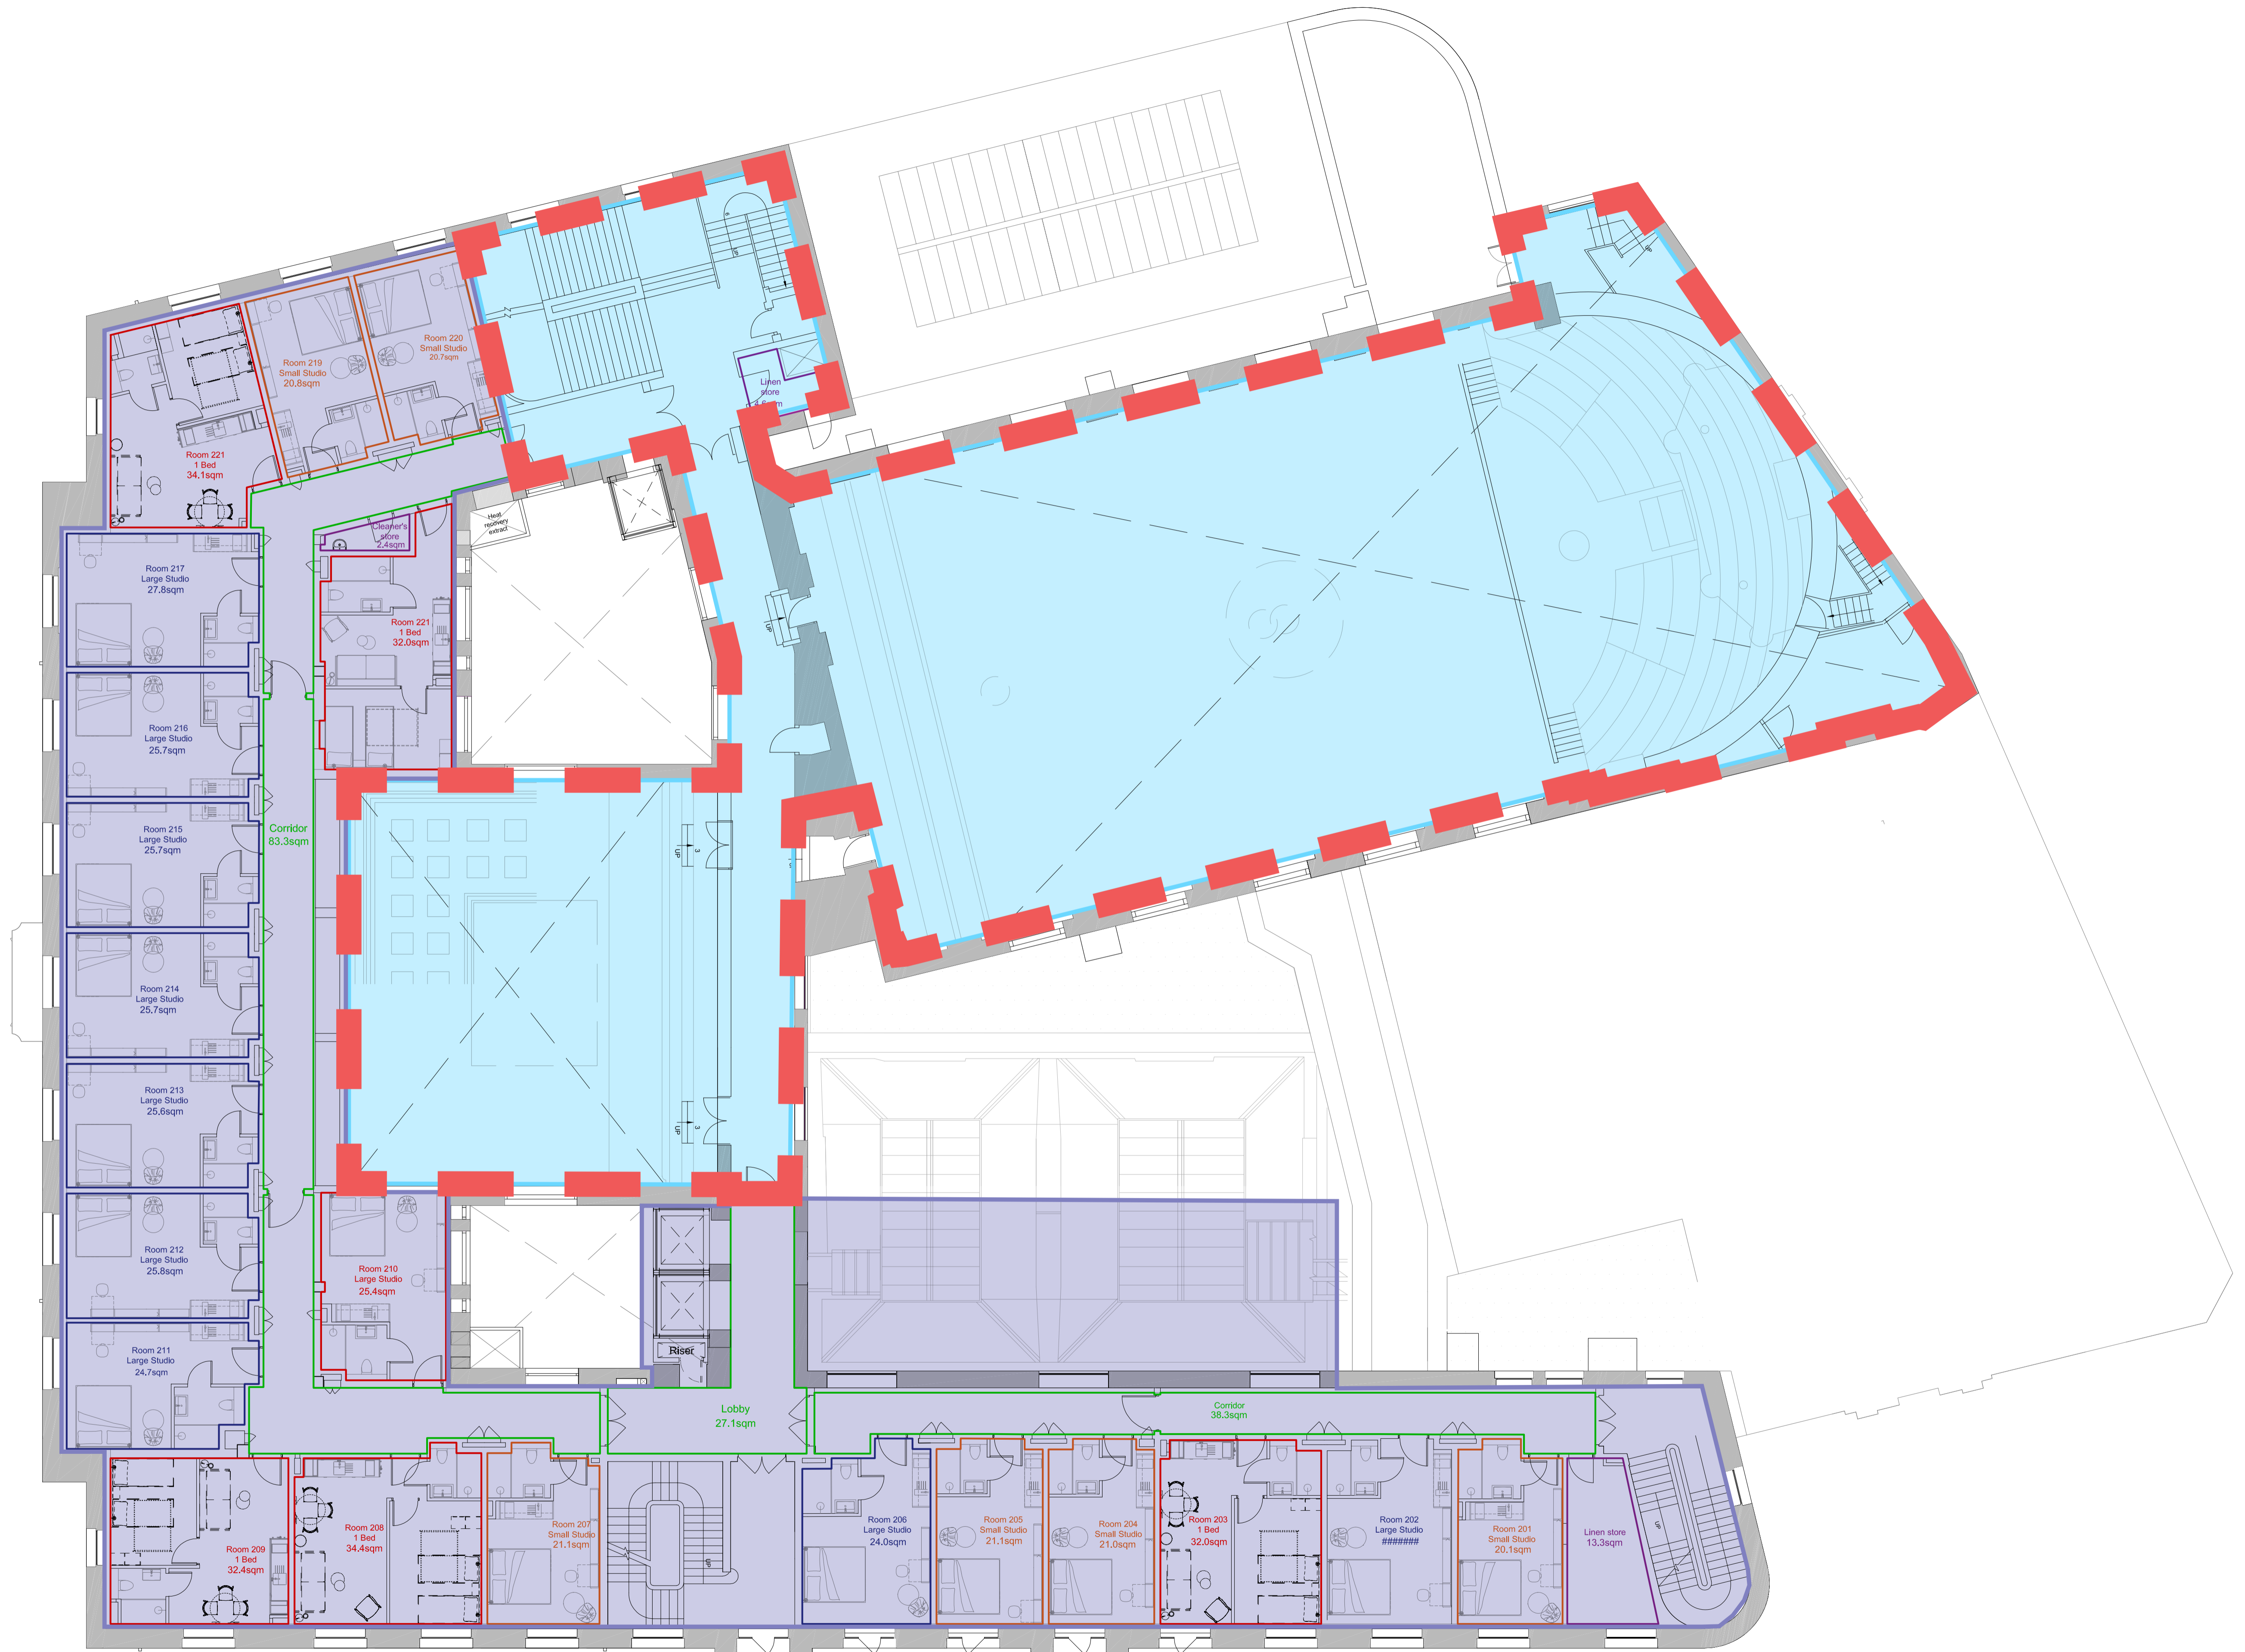 6
UP
UP
Room 220
Small Studio
20.7sqm
Room 219
Small Studio
20.8sqm
Linen
store
Room 221
1 Bed
34.1sqm
Heat
recovery
extract
Cleaner's
store
2.4sqm
Room 217
Large Studio
27.8sqm
Room 221
1 Bed
32.0sqm
UP
Room 216
Large Studio
25.7sqm
Corridor
83.3sqm
Room 215
Large Studio
25.7sqm
UP
3
Room 214
Large Studio
25.7sqm
Room 213
Large Studio
25.6sqm
UP
3
Room 212
Large Studio
25.8sqm
Room 210
Large Studio
25.4sqm
Riser
Room 211
Large Studio
24.7sqm
Lobby
27.1sqm
Corridor
38.3sqm
Room 209
1 Bed
32.4sqm
Room 208
1 Bed
34.4sqm
Room 207
Small Studio
21.1sqm
UP
Room 206
Large Studio
24.0sqm
Room 205
Small Studio
21.1sqm
Room 204
Small Studio
21.0sqm
Room 203
1 Bed
32.0sqm
Room 202
Large Studio
#######
Room 201
Small Studio
20.1sqm
Linen store
13.3sqm
UP